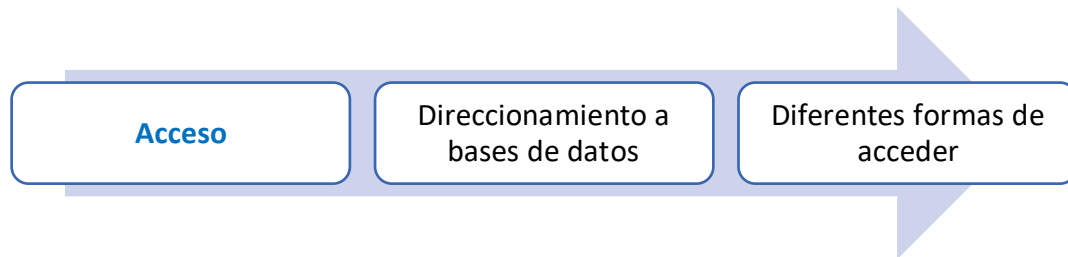 Acceso
Direccionamiento a
bases de datos
Diferentes formas de
acceder